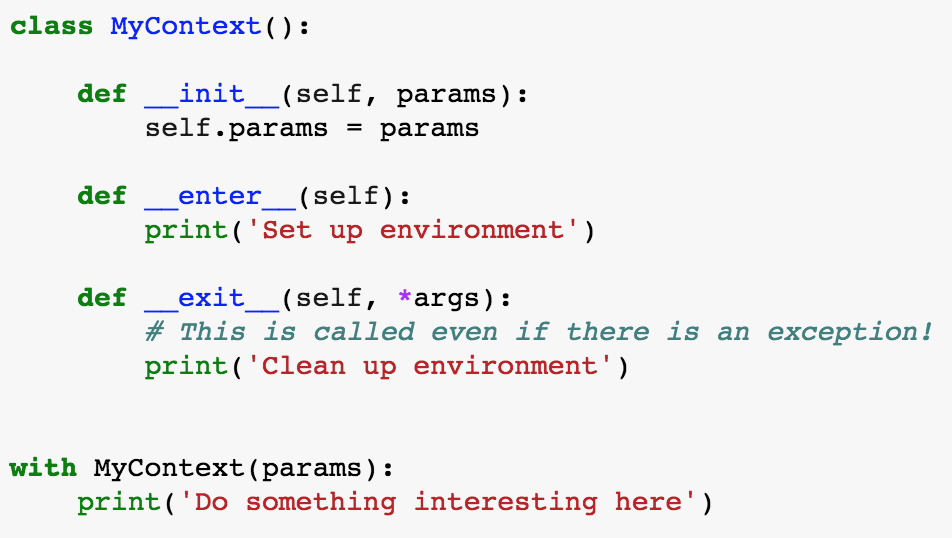 class MyContext():
    def __init__(self, params):
        self.params = params
    def __enter__(self):
        print('Set up environment')
    def __exit__(self, *args):
        # This is called even if there is an exception!
        print('Clean up environment')
with MyContext(params):
    print('Do something interesting here')